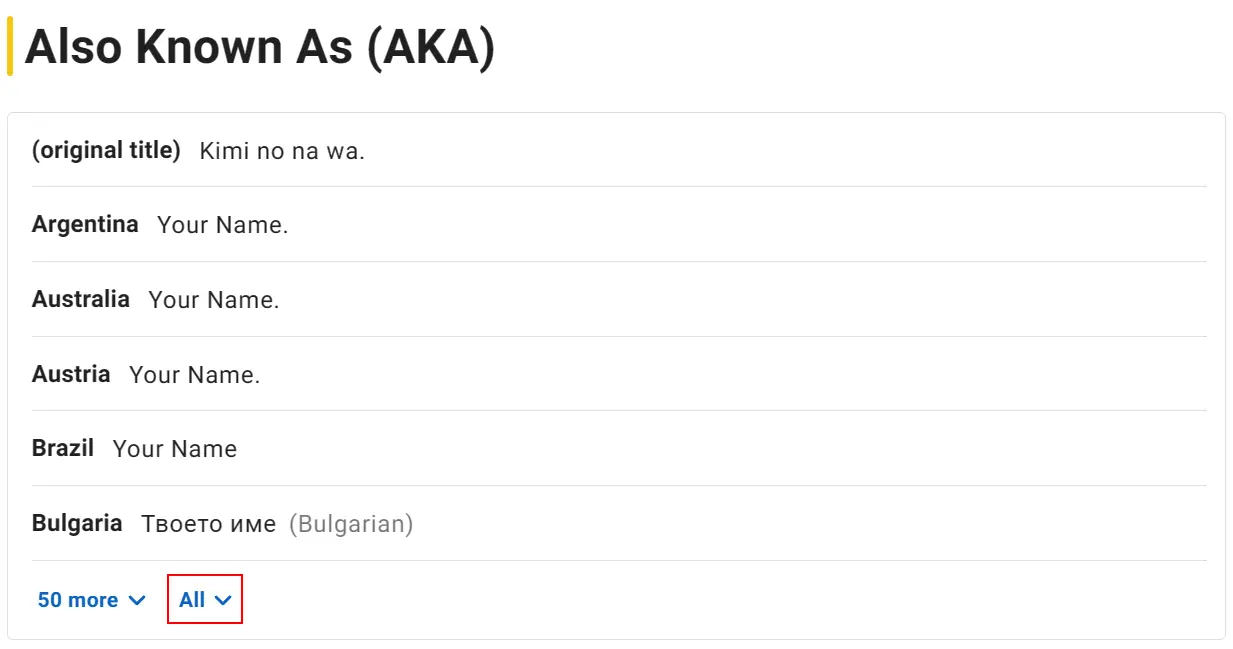 Also Known As (AKA)
(original title) Kimi no na wa.
Argentina Your Name.
Australia Your Name.
Austria Your Name.
Brazil Your Name
Bulgaria Твоето име (Bulgarian)
50 more All